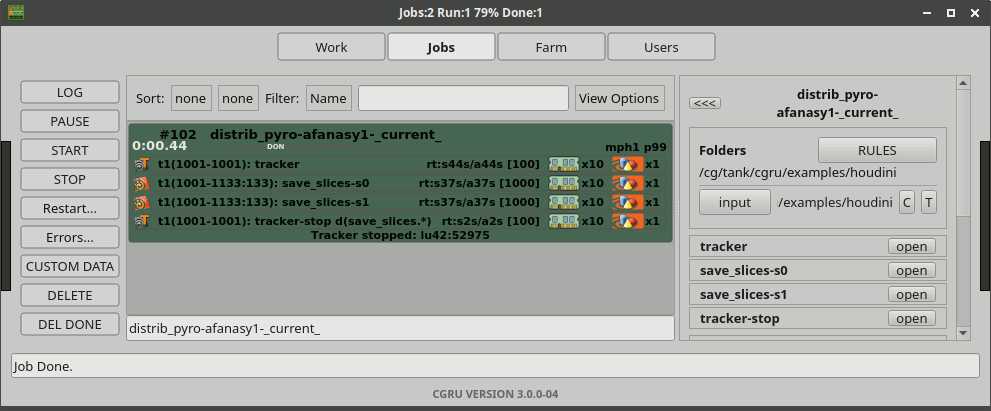 Jobs:2 Run:1 79% Done:1
Work Jobs Farm Users
LOG
PAUSE
START
STOP
Restart...
Errors...
CUSTOM DATA
DELETE
DEL DONE
Sort: none none Filter: Name View Options
#102 distrib_pyro-afanasy1-_current_
0:00.44 DON mph1 p99
t1(1001-1001): tracker rt:s44s/a44s [100] x10 x1
t1(1001-1133:133): save_slices-s0 rt:s37s/a37s [1000] x10 x1
t1(1001-1133:133): save_slices-s1 rt:s37s/a37s [1000] x10 x1
t1(1001-1001): tracker-stop d(save_slices.*) rt:s2s/a2s [100] x10 x1
Tracker stopped: lu42:52975
distrib_pyro-afanasy1-_current_
<<< distrib_pyro-
afanasy1-_current_
Folders RULES
/cg/tank/cgru/examples/houdini
input /examples/houdini C T
tracker open
save_slices-s0 open
save_slices-s1 open
tracker-stop open
Job Done.
CGRU VERSION 3.0.0-04